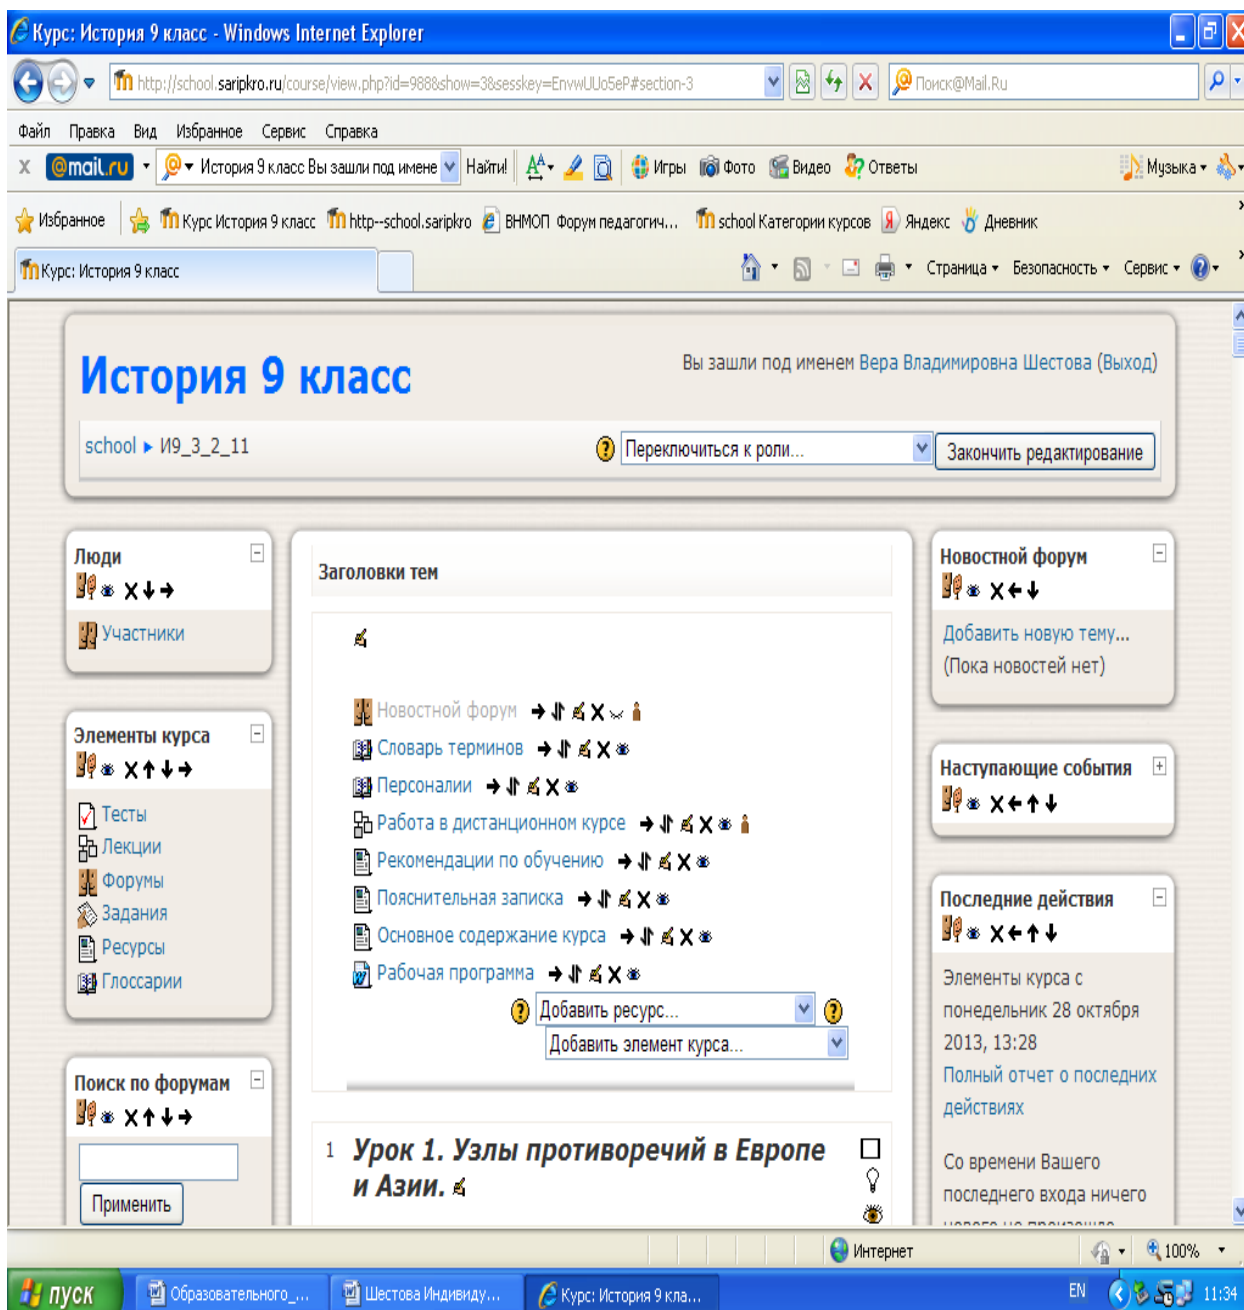 Курс: История 9 класс - Windows Internet Explorer
http://school.saripkro.ru/course/view.php?id=988&show=3&sesskey=EnvwUUo5eP#section-3
Поиск@Mail.Ru
Файл Правка Вид Избранное Сервис Справка
x @mail.ru История 9 класс Вы зашли под имене Найти! Игры Фото Видео Ответы Музыка
Избранное Курс История 9 класс http--school.saripkro ВНМОП Форум педагогич... school Категории курсов Яндекс Дневник
Курс: История 9 класс
Страница Безопасность Сервис
История 9 класс
Вы зашли под именем Вера Владимировна Шестова (Выход)
school ► И9_3_2_11
Переключиться к роли...
Закончить редактирование
Люди
Участники
Элементы курса
Тесты
Лекции
Форумы
Задания
Ресурсы
Глоссарии
Поиск по форумам
Применить
Заголовки тем
Новостной форум
Словарь терминов
Персоналии
Работа в дистанционном курсе
Рекомендации по обучению
Пояснительная записка
Основное содержание курса
Рабочая программа
Добавить ресурс...
Добавить элемент курса...
1 Урок 1. Узлы противоречий в Европе
и Азии.
Новостной форум
Добавить новую тему...
(Пока новостей нет)
Наступающие события
Последние действия
Элементы курса с
понедельник 28 октября
2013, 13:28
Полный отчет о последних
действиях
Со времени Вашего
последнего входа ничего
нового не произошло
Интернет
100%
пуск
Образовательного_...
Шестова Индивиду...
Курс: История 9 кла...
EN
11:34